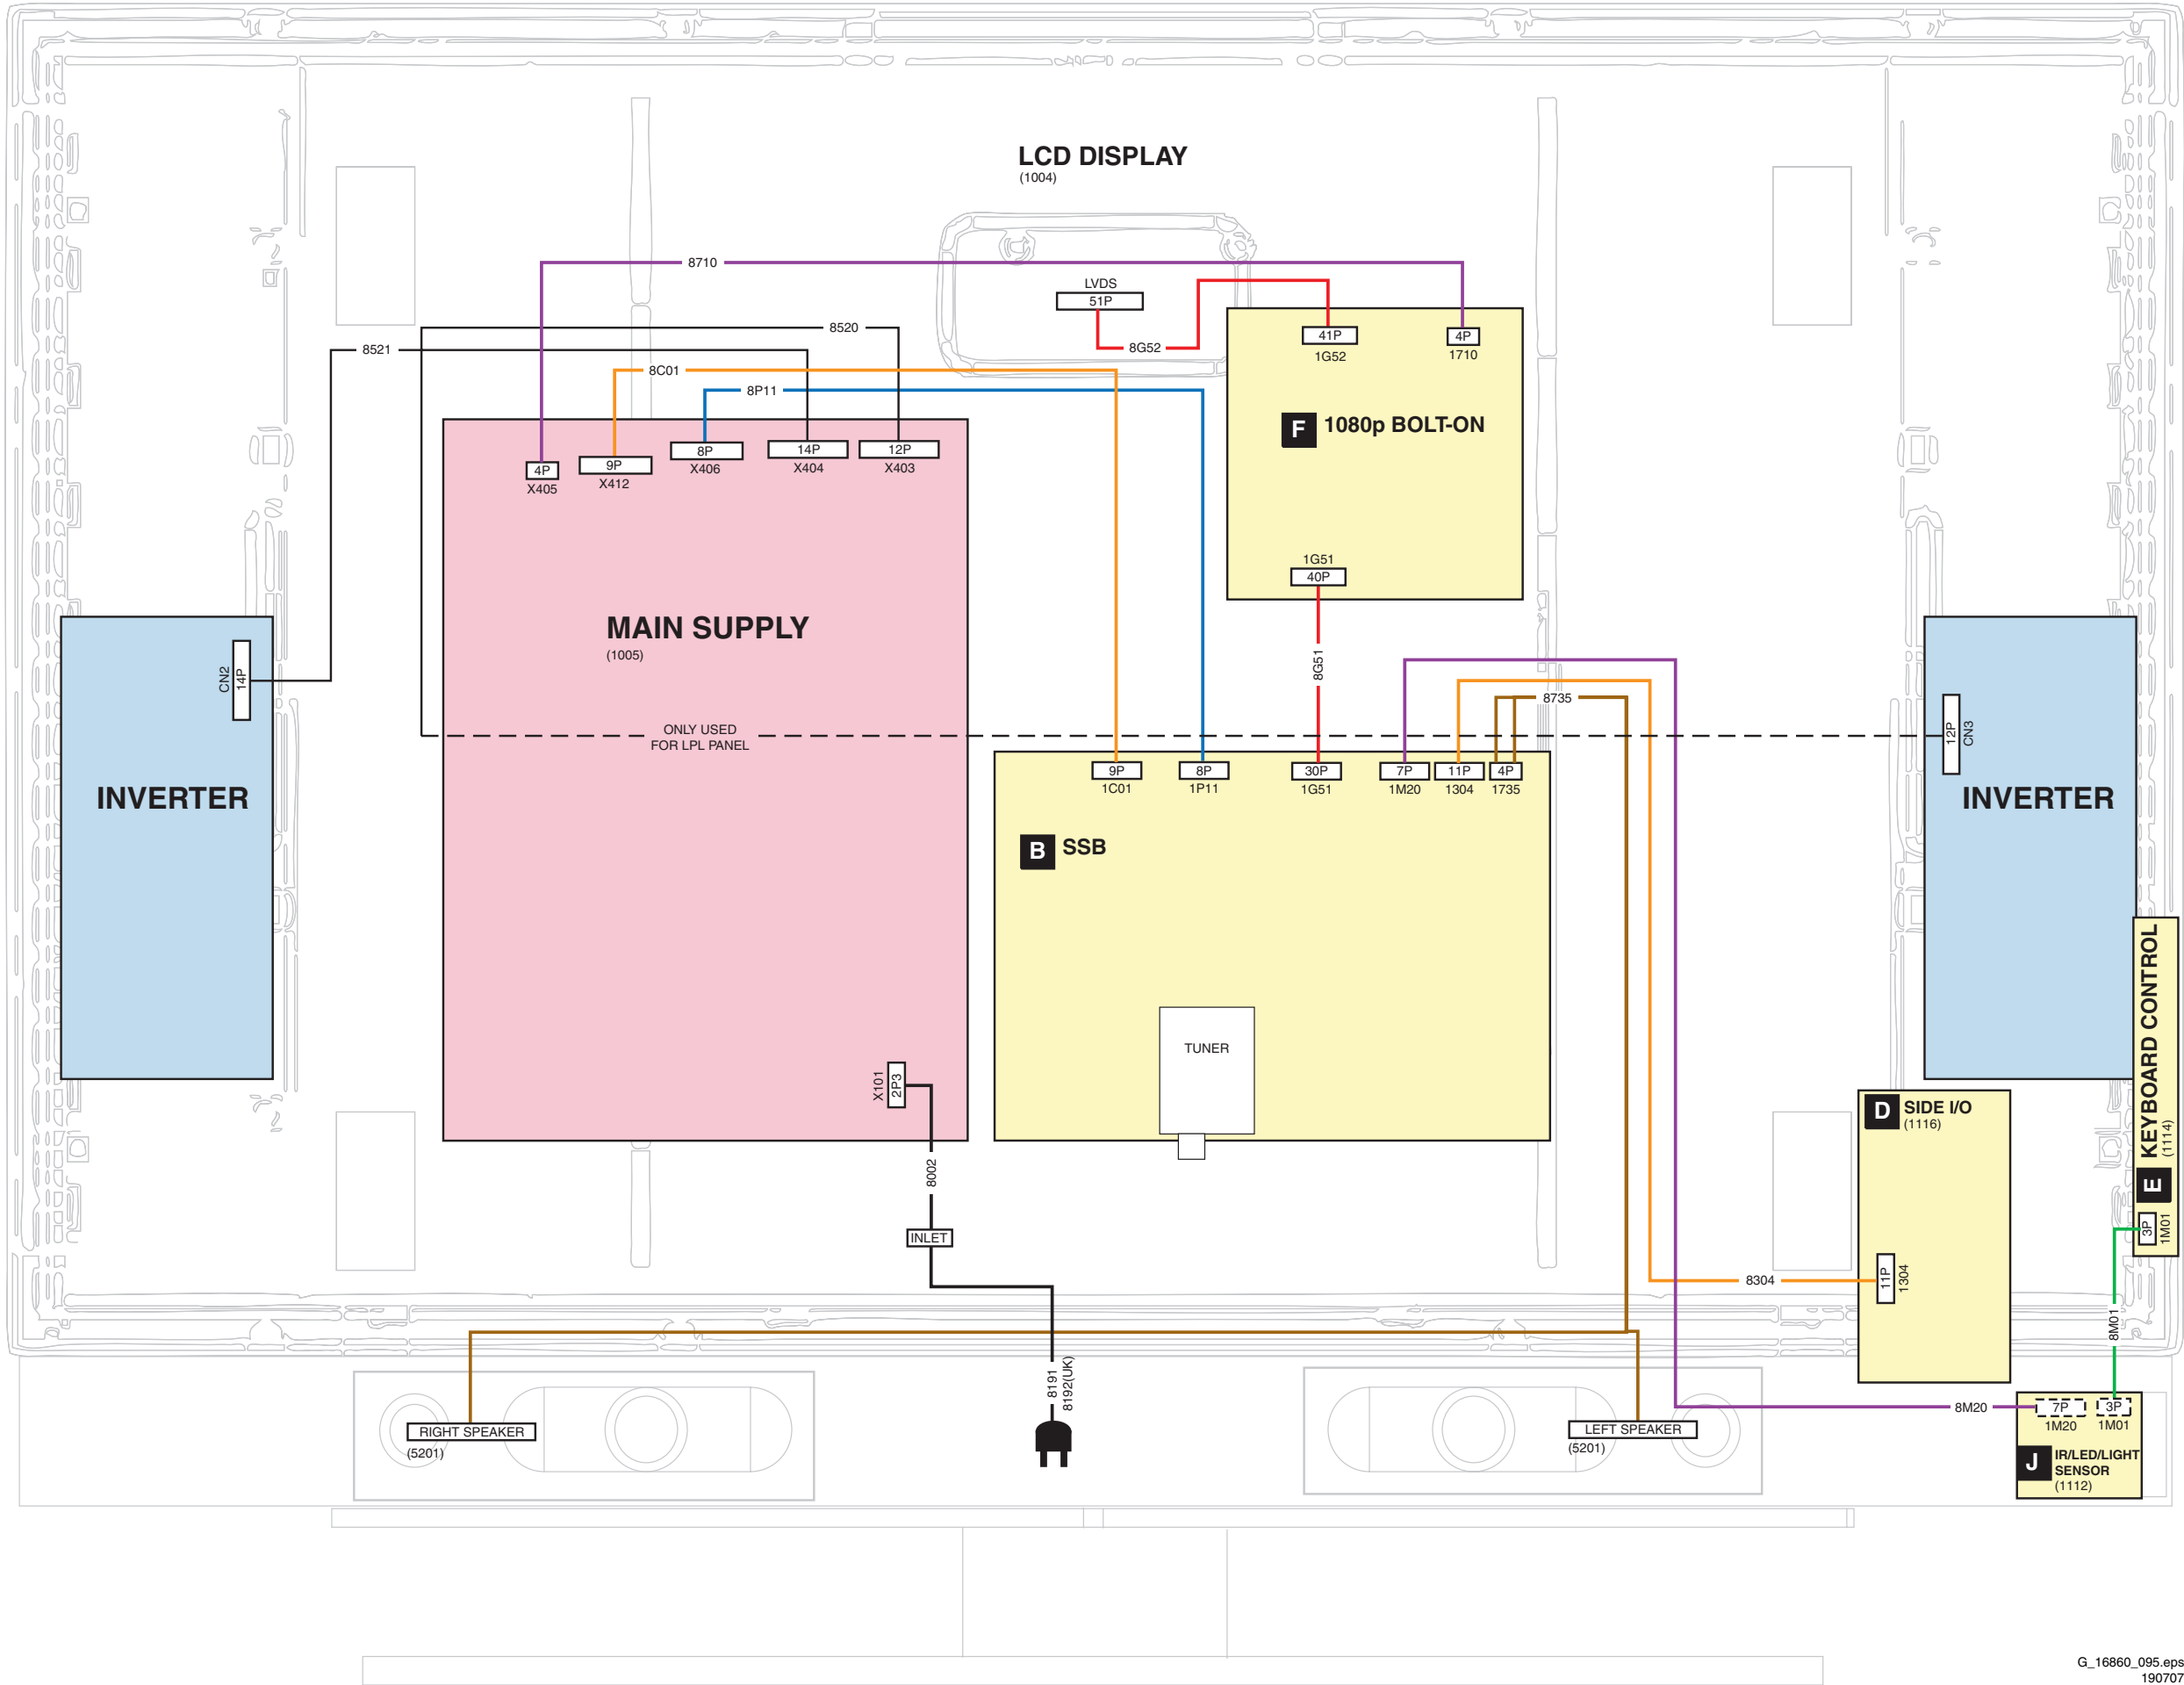 LCD DISPLAY
(1004)
8710
LVDS
51P
8520
8521
8G52
41P
1G52
4P
1710
8C01
8P11
F 1080p BOLT-ON
4P
X405
9P
X412
8P
X406
14P
X404
12P
X403
1G51
40P
MAIN SUPPLY
(1005)
8G51
CN2
14P
8735
ONLY USED
FOR LPL PANEL
12P
CN3
9P
1C01
8P
1P11
30P
1G51
7P
1M20
11P
1304
4P
1735
INVERTER
INVERTER
B SSB
TUNER
X101
2P3
8002
INLET
D SIDE I/O
(1116)
E KEYBOARD CONTROL
(1114)
3P
1M01
8304
11P
1304
8M01
8191
8192(UK)
RIGHT SPEAKER
(5201)
LEFT SPEAKER
(5201)
8M20
7P
1M20
3P
1M01
J IR/LED/LIGHT
SENSOR
(1112)
G_16860_095.eps
190707